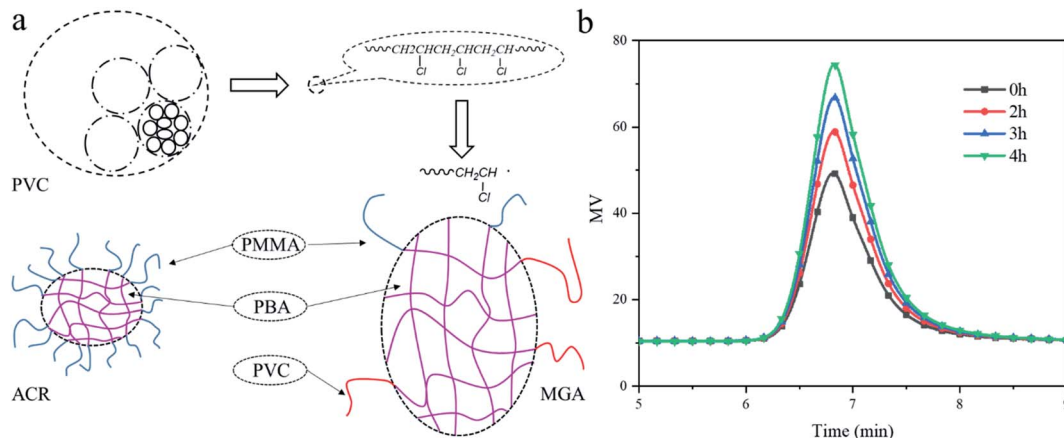 a
CH2CHCH₂CHCH₂CH
Cl Cl Cl
PVC
CH₂CH ·
Cl
PMMA
PBA
PVC
ACR
MGA
b
80
60
40
20
0
MV
0h
2h
3h
4h
5 6 7 8 9
Time (min)